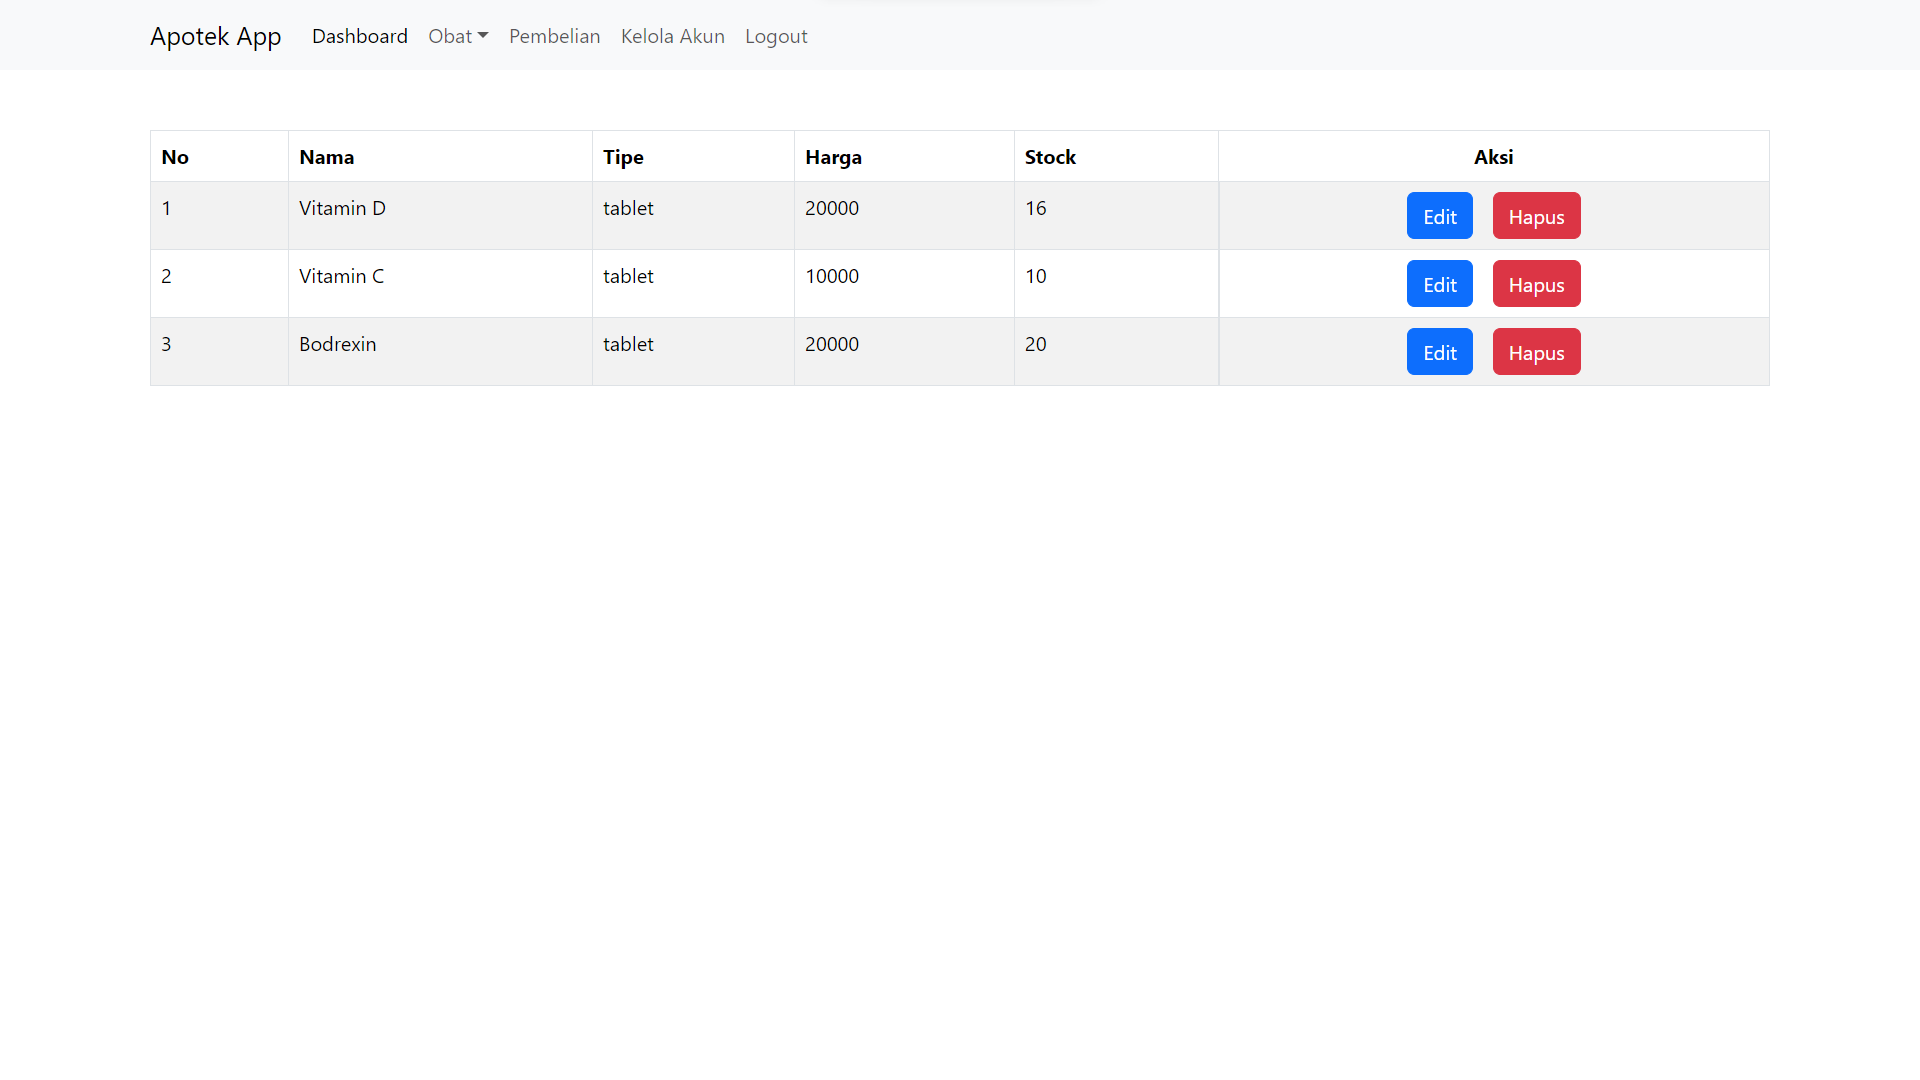 Apotek App Dashboard Obat Pembelian Kelola Akun Logout
No Nama Tipe Harga Stock Aksi
1 Vitamin D tablet 20000 16 Edit Hapus
2 Vitamin C tablet 10000 10 Edit Hapus
3 Bodrexin tablet 20000 20 Edit Hapus